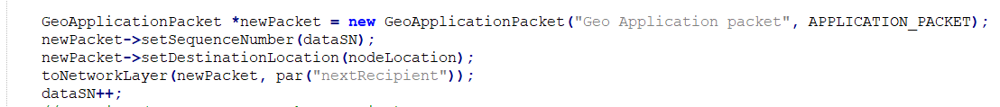 GeoApplicationPacket *newPacket = new GeoApplicationPacket("Geo Application packet", APPLICATION_PACKET);
newPacket->setSequenceNumber(dataSN);
newPacket->setDestinationLocation(nodeLocation);
toNetworkLayer(newPacket, par("nextRecipient"));
dataSN++;